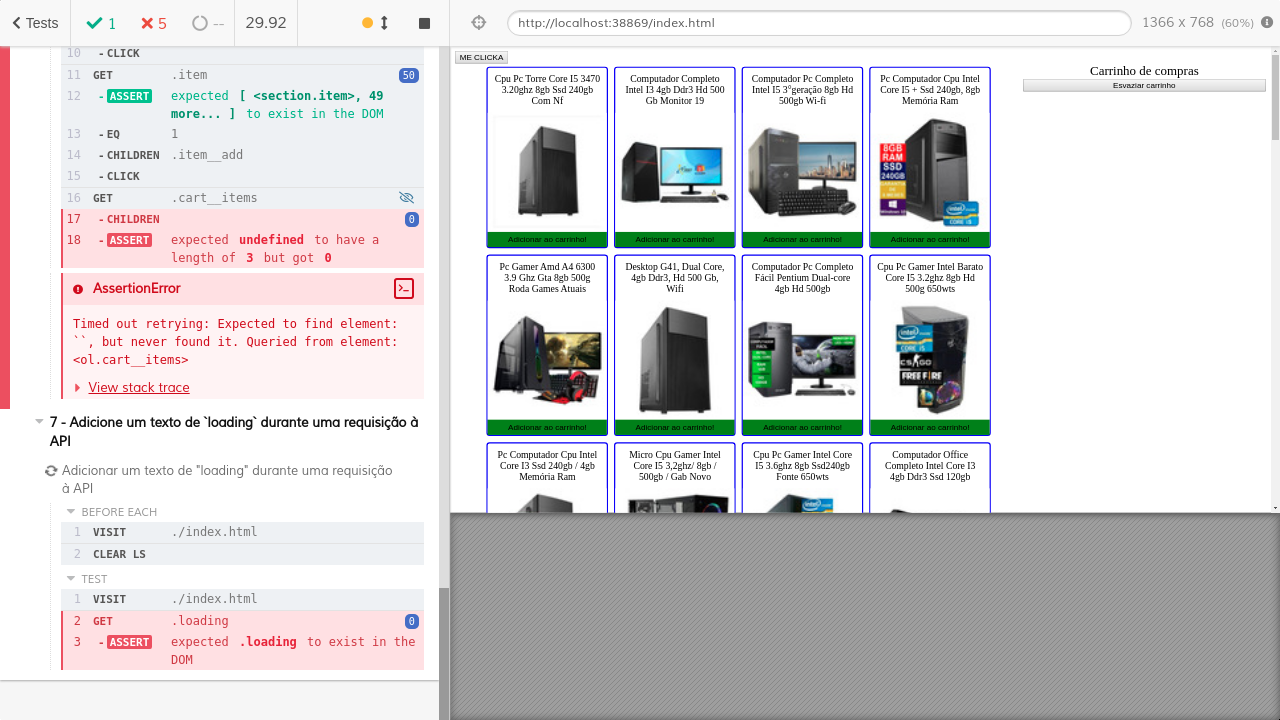 Tests
1
5
--
29.92
http://localhost:38869/index.html
1366 x 768 (60%)
10 - CLICK
11 GET .item 50
12 - ASSERT expected [ <section.item>, 49
more... ] to exist in the DOM
13 - EQ 1
14 - CHILDREN .item__add
15 - CLICK
16 GET .cart__items
17 - CHILDREN 0
18 - ASSERT expected undefined to have a
length of 3 but got 0
AssertionError
Timed out retrying: Expected to find element:
``, but never found it. Queried from element:
<ol.cart__items>
View stack trace
7 - Adicione um texto de `loading` durante uma requisição à
API
Adicionar um texto de "loading" durante uma requisição
à API
BEFORE EACH
1 VISIT ./index.html
2 CLEAR LS
TEST
1 VISIT ./index.html
2 GET .loading 0
3 - ASSERT expected .loading to exist in the
DOM
ME CLICKA
Cpu Pc Torre Core I5 3470
3.20ghz 8gb Ssd 240gb
Com Nf
Adicionar ao carrinho!
Computador Completo
Intel I3 4gb Ddr3 Hd 500
Gb Monitor 19
Adicionar ao carrinho!
Computador Pc Completo
Intel I5 3°geração 8gb Hd
500gb Wi-fi
Adicionar ao carrinho!
Pc Computador Cpu Intel
Core I5 + Ssd 240gb, 8gb
Memória Ram
8GB
RAM
SSD
240GB
Adicionar ao carrinho!
Carrinho de compras
Esvaziar carrinho
Pc Gamer Amd A4 6300
3.9 Ghz Gta 8gb 500g
Roda Games Atuais
Adicionar ao carrinho!
Desktop G41, Dual Core,
4gb Ddr3, Hd 500 Gb,
Wifi
Adicionar ao carrinho!
Computador Pc Completo
Fácil Pentium Dual-core
4gb Hd 500gb
Adicionar ao carrinho!
Cpu Pc Gamer Intel Barato
Core I5 3.2ghz 8gb Hd
500g 650wts
CORE i5
CS:GO
FREE FIRE
Adicionar ao carrinho!
Pc Computador Cpu Intel
Core I3 Ssd 240gb / 4gb
Memória Ram
Micro Cpu Gamer Intel
Core I5 3,2ghz/ 8gb /
500gb / Gab Novo
Cpu Pc Gamer Intel Core
I5 3.6ghz 8gb Ssd240gb
Fonte 650wts
Computador Office
Completo Intel Core I3
4gb Ddr3 Ssd 120gb